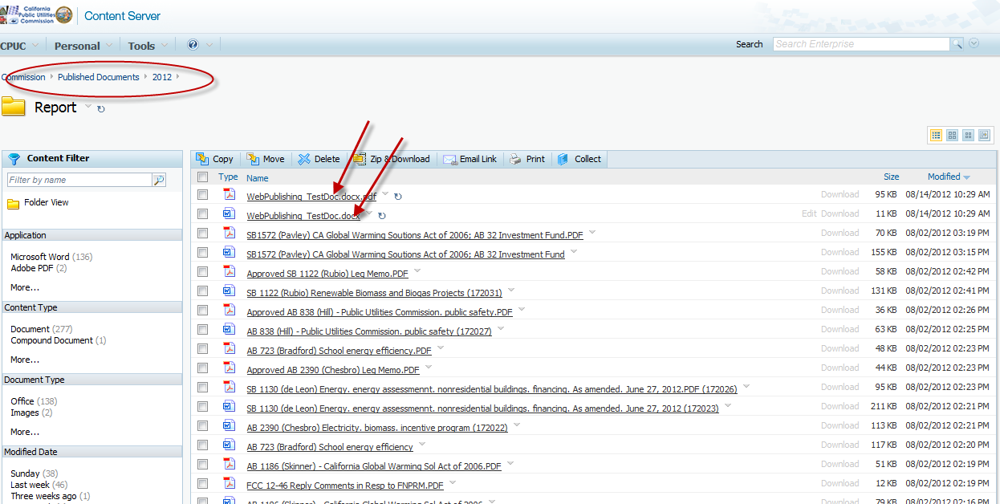 California
Public Utilities
Commission
Content Server
CPUC Personal Tools ? Search Search Enterprise
Commission Published Documents 2012
Report
Content Filter
Filter by name
Folder View
Application
Microsoft Word (136)
Adobe PDF (2)
More...
Content Type
Document (277)
Compound Document (1)
More...
Document Type
Office (138)
Images (2)
More...
Modified Date
Sunday (38)
Last week (46)
Three weeks ago (1)
Copy Move Delete Zip & Download Email Link Print Collect
Type Name Size Modified
WebPublishing_TestDoc.docx.pdf Download 95 KB 08/14/2012 10:29 AM
WebPublishing_TestDoc.docx Edit Download 11 KB 08/14/2012 10:29 AM
SB1572 (Pavley) CA Global Warming Soutions Act of 2006; AB 32 Investment Fund.PDF Download 70 KB 08/02/2012 03:19 PM
SB1572 (Pavley) CA Global Warming Soutions Act of 2006; AB 32 Investment Fund Download 155 KB 08/02/2012 03:15 PM
Approved SB 1122 (Rubio) Leg Memo.PDF Download 58 KB 08/02/2012 02:42 PM
SB 1122 (Rubio) Renewable Biomass and Biogas Projects (172031) Download 131 KB 08/02/2012 02:41 PM
Approved AB 838 (Hill) - Public Utilities Commission. public safety.PDF Download 36 KB 08/02/2012 02:26 PM
AB 838 (Hill) - Public Utilities Commission. public safety (172027) Download 63 KB 08/02/2012 02:25 PM
AB 723 (Bradford) School energy efficiency.PDF Download 48 KB 08/02/2012 02:23 PM
Approved AB 2390 (Chesbro) Leg Memo.PDF Download 44 KB 08/02/2012 02:23 PM
SB 1130 (de Leon) Energy. energy assessmennt. nonresidential buildings. financing. As amended. June 27, 2012.PDF (172026) Download 95 KB 08/02/2012 02:23 PM
SB 1130 (de Leon) Energy. energy assessmennt. nonresidential buildings. financing. As amended. June 27, 2012 (172023) Download 211 KB 08/02/2012 02:21 PM
AB 2390 (Chesbro) Electricity. biomass. incentive program (172022) Download 113 KB 08/02/2012 02:21 PM
AB 723 (Bradford) School energy efficiency Download 117 KB 08/02/2012 02:20 PM
AB 1186 (Skinner) - California Global Warming Sol Act of 2006.PDF Download 51 KB 08/02/2012 02:19 PM
FCC 12-46 Reply Comments in Resp to FNPRM.PDF Download 12 KB 08/02/2012 02:19 PM
AB 1186 (Skinner) - California Global Warming Sol Act of 2006 Download 79 KB 08/02/2012 02:16 PM